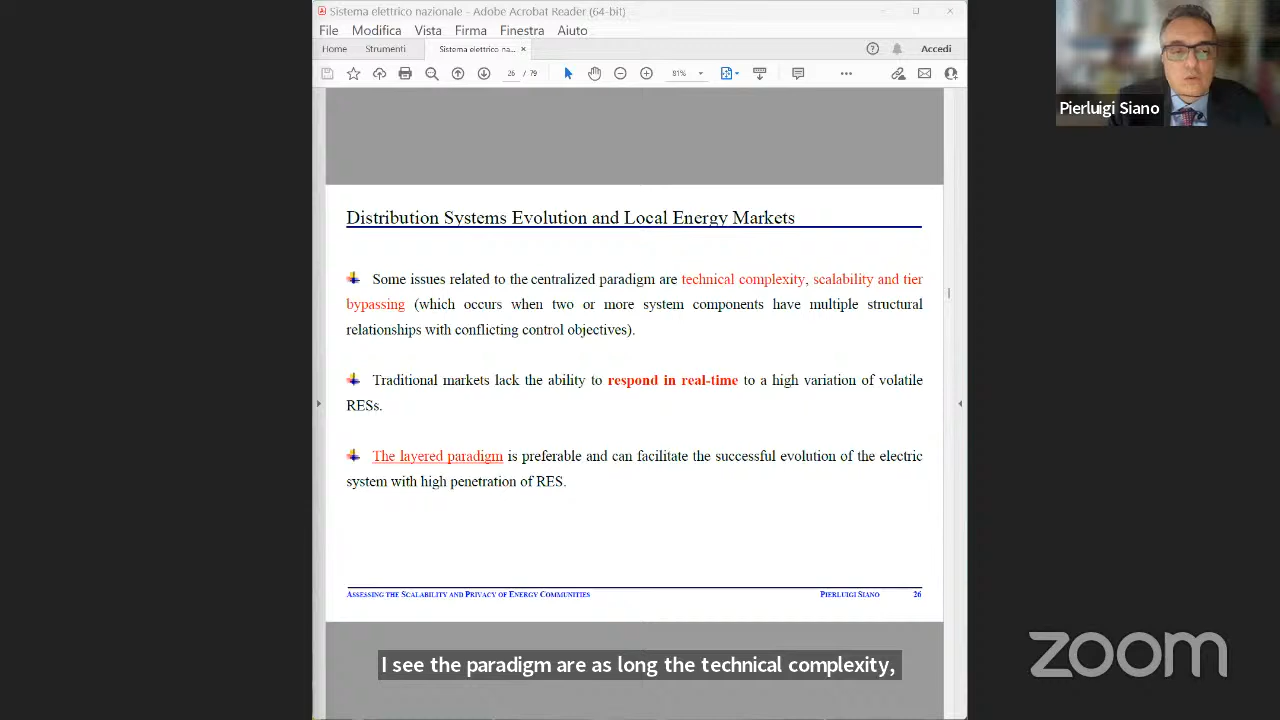 Sistema elettrico nazionale - Adobe Acrobat Reader (64-bit)
File Modifica Vista Firma Finestra Aiuto
Home Strumenti Sistema elettrico na... × Accedi
26 / 79 81%
Pierluigi Siano
Distribution Systems Evolution and Local Energy Markets
Some issues related to the centralized paradigm are technical complexity, scalability and tier
bypassing (which occurs when two or more system components have multiple structural
relationships with conflicting control objectives).
Traditional markets lack the ability to respond in real-time to a high variation of volatile
RESs.
The layered paradigm is preferable and can facilitate the successful evolution of the electric
system with high penetration of RES.
ASSESSING THE SCALABILITY AND PRIVACY OF ENERGY COMMUNITIES PIERLUIGI SIANO 26
I see the paradigm are as long the technical complexity,
zoom